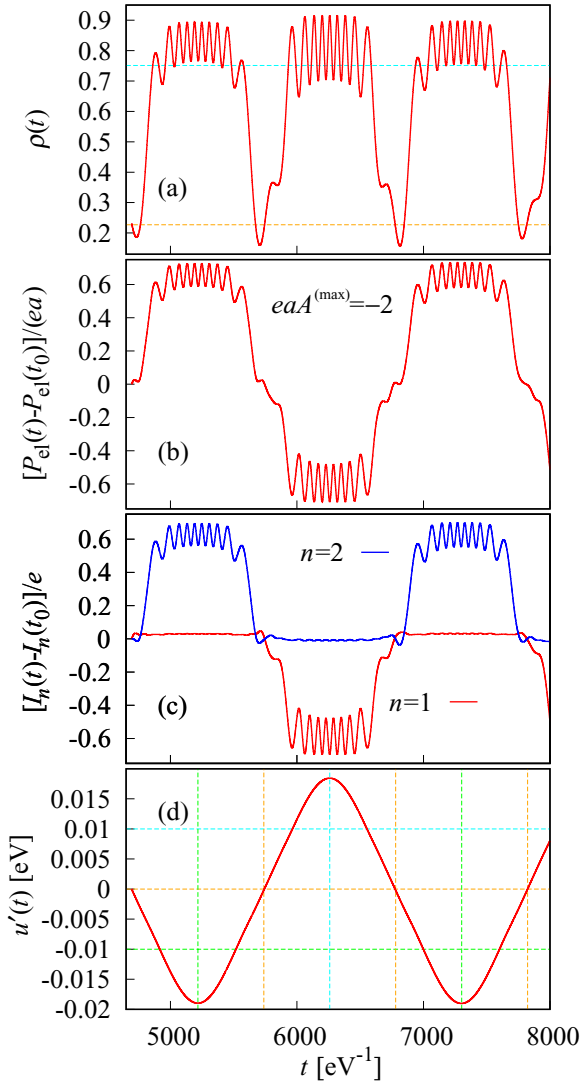 0.9
0.8
0.7
0.6
0.5
0.4
0.3
0.2
ρ(t)
(a)
0.6
0.4
0.2
0
-0.2
-0.4
-0.6
[P_el(t)-P_el(t_0)]/(ea)
eaA^(max)=−2
(b)
0.6
0.4
0.2
0
-0.2
-0.4
-0.6
[I_n(t)-I_n(t_0)]/e
n=2
(c)
n=1
0.015
0.01
0.005
0
-0.005
-0.01
-0.015
-0.02
u′(t) [eV]
(d)
5000 6000 7000 8000
t [eV^-1]